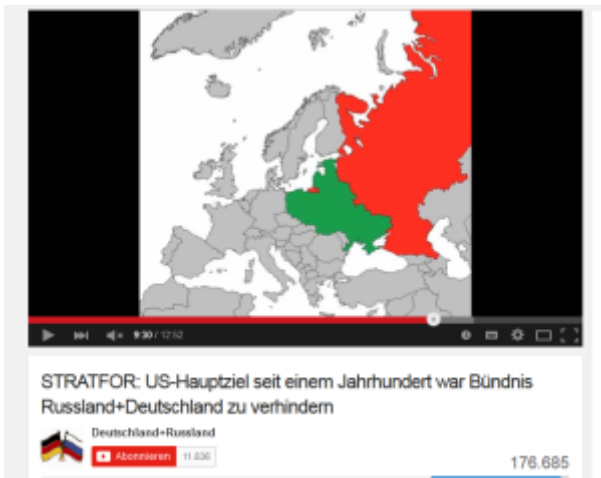 9:30 / 12:52
STRATFOR: US-Hauptziel seit einem Jahrhundert war Bündnis
Russland+Deutschland zu verhindern
Deutschland+Russland
Abonnieren 11.836
176.685